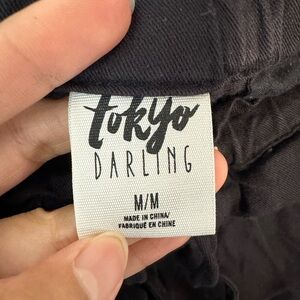 tokyo
DARLING
M/M
MADE IN CHINA/
FABRIQUÉ EN CHINE